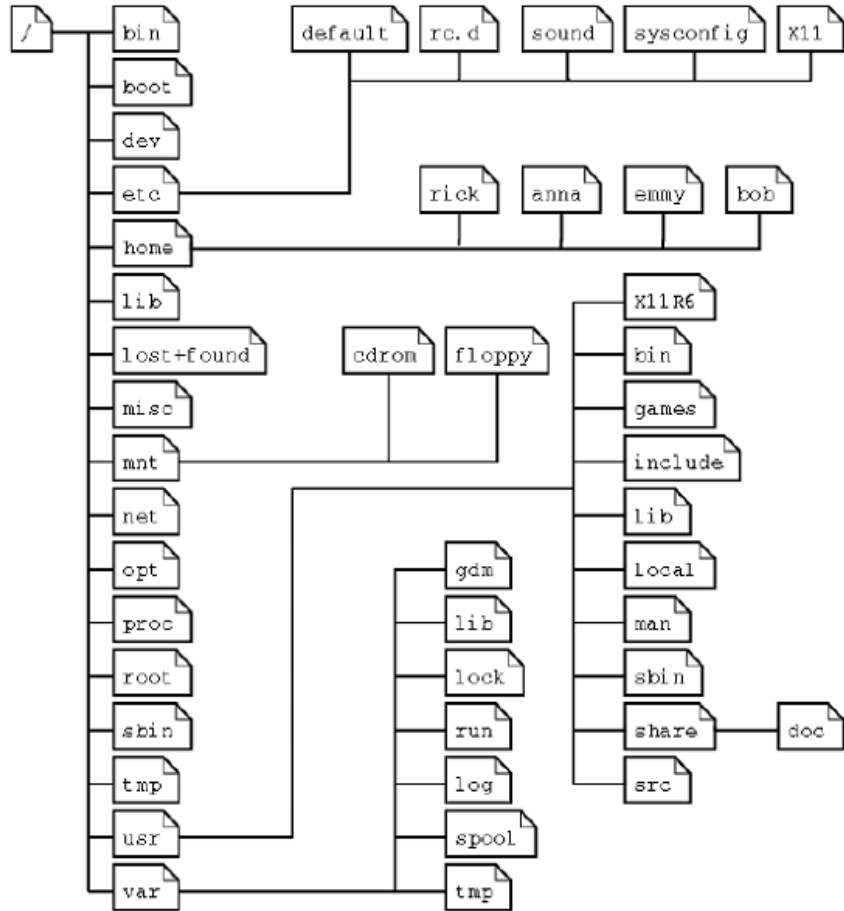 /
bin
default
rc.d
sound
sysconfig
X11
boot
dev
etc
rick
anna
emmy
bob
home
lib
X11R6
lost+found
cdrom
floppy
bin
misc
games
mnt
include
net
lib
opt
gdm
local
proc
lib
man
root
lock
sbin
sbin
run
share
doc
tmp
log
src
usr
spool
var
tmp